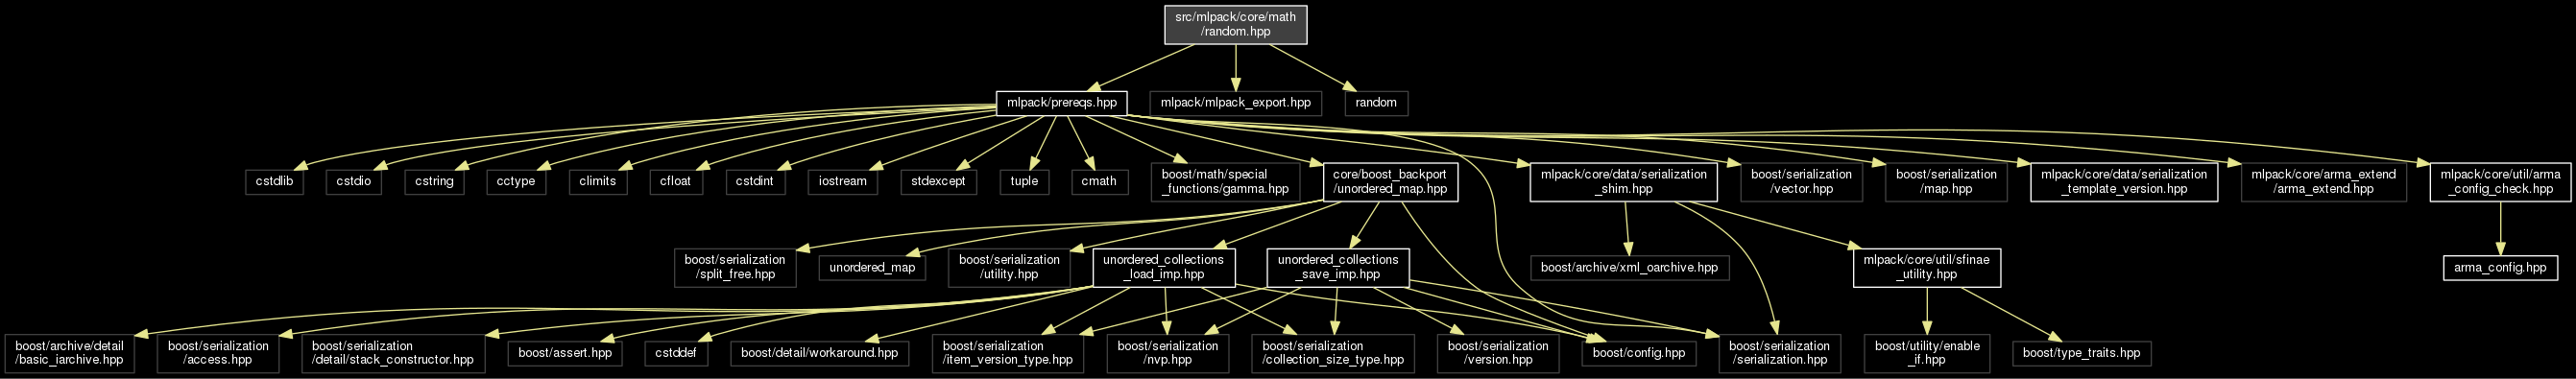 src/mlpack/core/math
/random.hpp
mlpack/prereqs.hpp
mlpack/mlpack_export.hpp
random
cstdlib
cstdio
cstring
cctype
climits
cfloat
cstdint
iostream
stdexcept
tuple
cmath
boost/math/special
_functions/gamma.hpp
core/boost_backport
/unordered_map.hpp
mlpack/core/data/serialization
_shim.hpp
boost/serialization
/vector.hpp
boost/serialization
/map.hpp
mlpack/core/data/serialization
_template_version.hpp
mlpack/core/arma_extend
/arma_extend.hpp
mlpack/core/util/arma
_config_check.hpp
boost/serialization
/split_free.hpp
unordered_map
boost/serialization
/utility.hpp
unordered_collections
_load_imp.hpp
unordered_collections
_save_imp.hpp
boost/archive/xml_oarchive.hpp
mlpack/core/util/sfinae
_utility.hpp
arma_config.hpp
boost/archive/detail
/basic_iarchive.hpp
boost/serialization
/access.hpp
boost/serialization
/detail/stack_constructor.hpp
boost/assert.hpp
cstddef
boost/detail/workaround.hpp
boost/serialization
/item_version_type.hpp
boost/serialization
/nvp.hpp
boost/serialization
/collection_size_type.hpp
boost/serialization
/version.hpp
boost/config.hpp
boost/serialization
/serialization.hpp
boost/utility/enable
_if.hpp
boost/type_traits.hpp